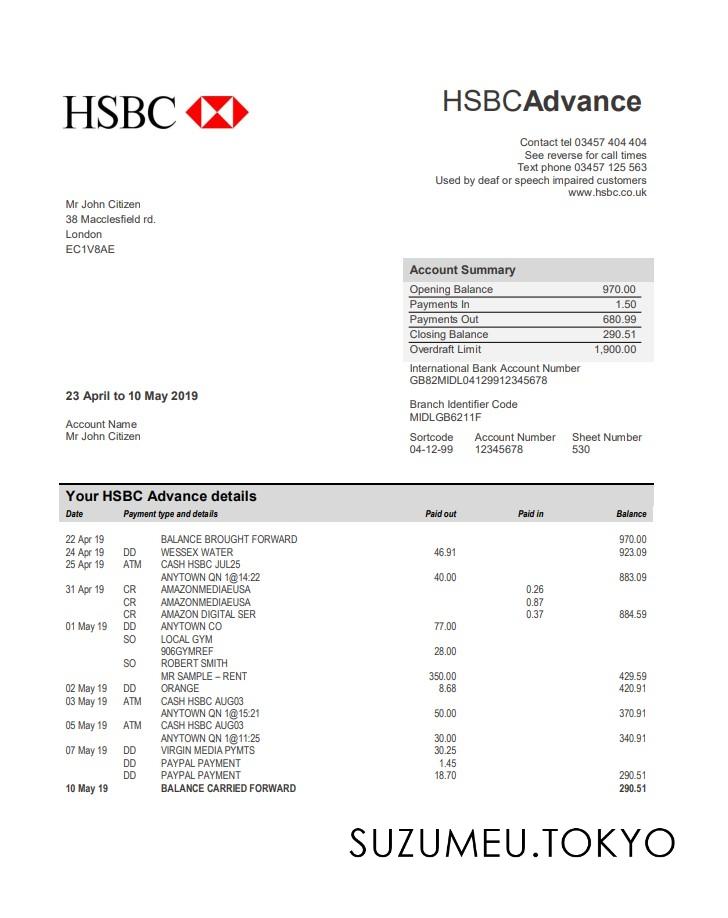 HSBC
HSBCAdvance
Contact tel 03457 404 404
See reverse for call times
Text phone 03457 125 563
Used by deaf or speech impaired customers
www.hsbc.co.uk
Mr John Citizen
38 Macclesfield rd.
London
EC1V8AE
Account Summary
Opening Balance 970.00
Payments In 1.50
Payments Out 680.99
Closing Balance 290.51
Overdraft Limit 1,900.00
International Bank Account Number
GB82MIDL04129912345678
23 April to 10 May 2019
Branch Identifier Code
MIDLGB6211F
Account Name
Mr John Citizen
Sortcode Account Number Sheet Number
04-12-99 12345678 530
Your HSBC Advance details
Date Payment type and details Paid out Paid in Balance
22 Apr 19 BALANCE BROUGHT FORWARD 970.00
24 Apr 19 DD WESSEX WATER 46.91 923.09
25 Apr 19 ATM CASH HSBC JUL25
ANYTOWN QN 1@14:22 40.00 883.09
31 Apr 19 CR AMAZONMEDIAEUSA 0.26
CR AMAZONMEDIAEUSA 0.87
CR AMAZON DIGITAL SER 0.37 884.59
01 May 19 DD ANYTOWN CO 77.00
SO LOCAL GYM
906GYMREF 28.00
SO ROBERT SMITH
MR SAMPLE – RENT 350.00 429.59
02 May 19 DD ORANGE 8.68 420.91
03 May 19 ATM CASH HSBC AUG03
ANYTOWN QN 1@15:21 50.00 370.91
05 May 19 ATM CASH HSBC AUG03
ANYTOWN QN 1@11:25 30.00 340.91
07 May 19 DD VIRGIN MEDIA PYMTS 30.25
DD PAYPAL PAYMENT 1.45
DD PAYPAL PAYMENT 18.70 290.51
10 May 19 BALANCE CARRIED FORWARD 290.51
SUZUMEU.TOKYO